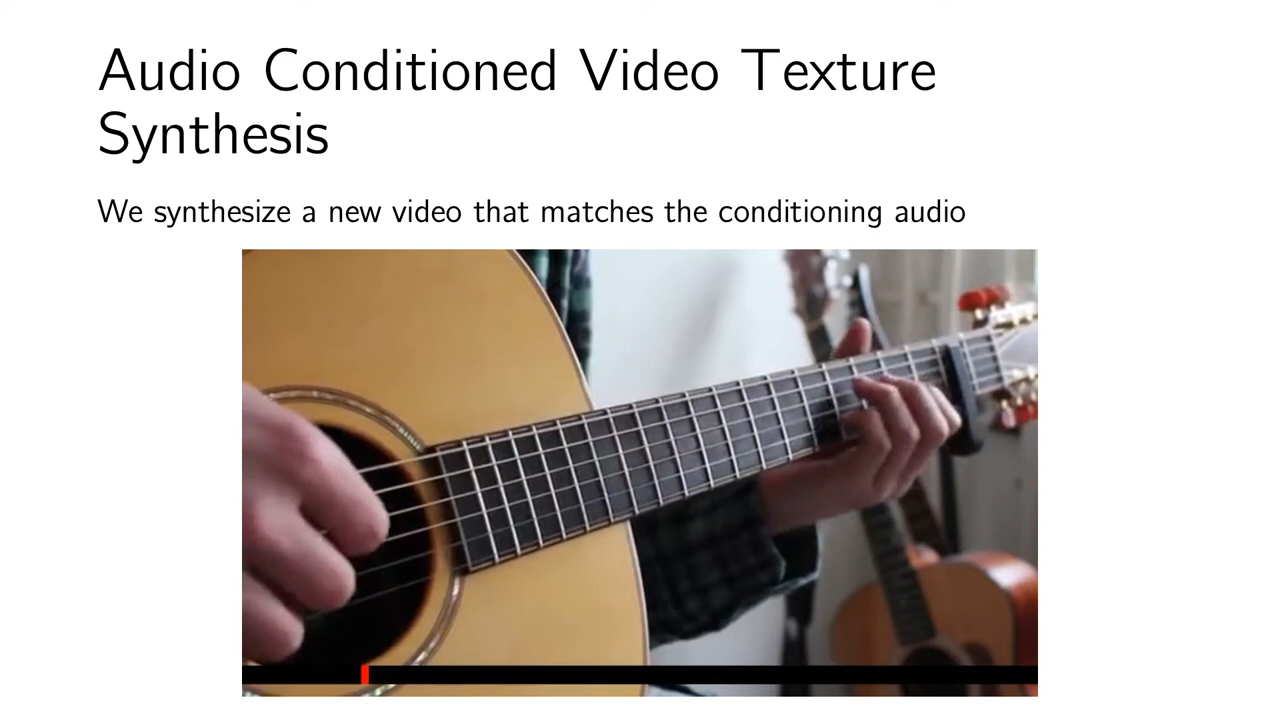 Audio Conditioned Video Texture
Synthesis
We synthesize a new video that matches the conditioning audio